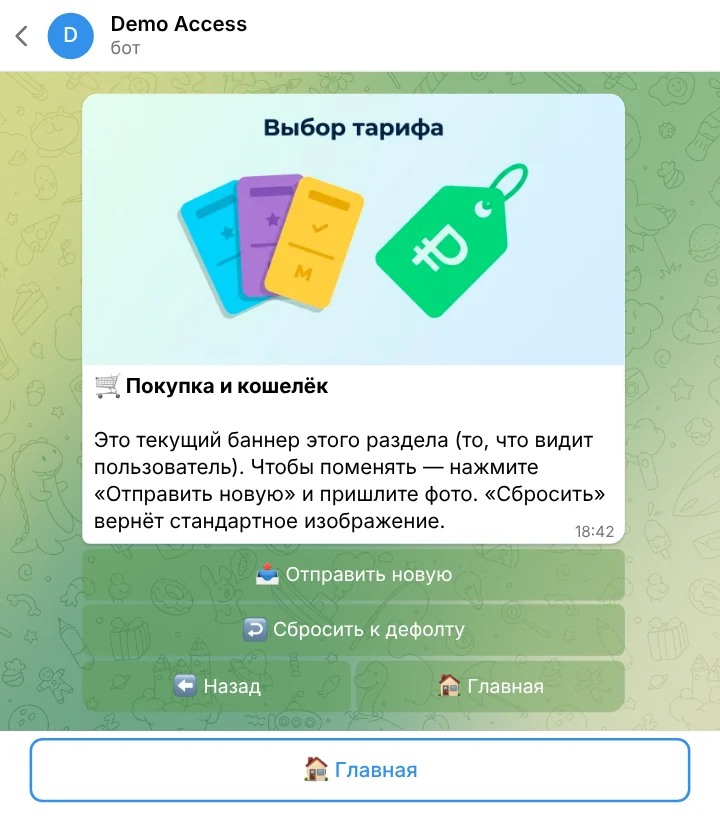 D
Demo Access
бот
Выбор тарифа
M
₽
🛒 Покупка и кошелёк
Это текущий баннер этого раздела (то, что видит
пользователь). Чтобы поменять — нажмите
«Отправить новую» и пришлите фото. «Сбросить»
вернёт стандартное изображение.
18:42
📥 Отправить новую
↩️ Сбросить к дефолту
⬅️ Назад
🏠 Главная
🏠 Главная